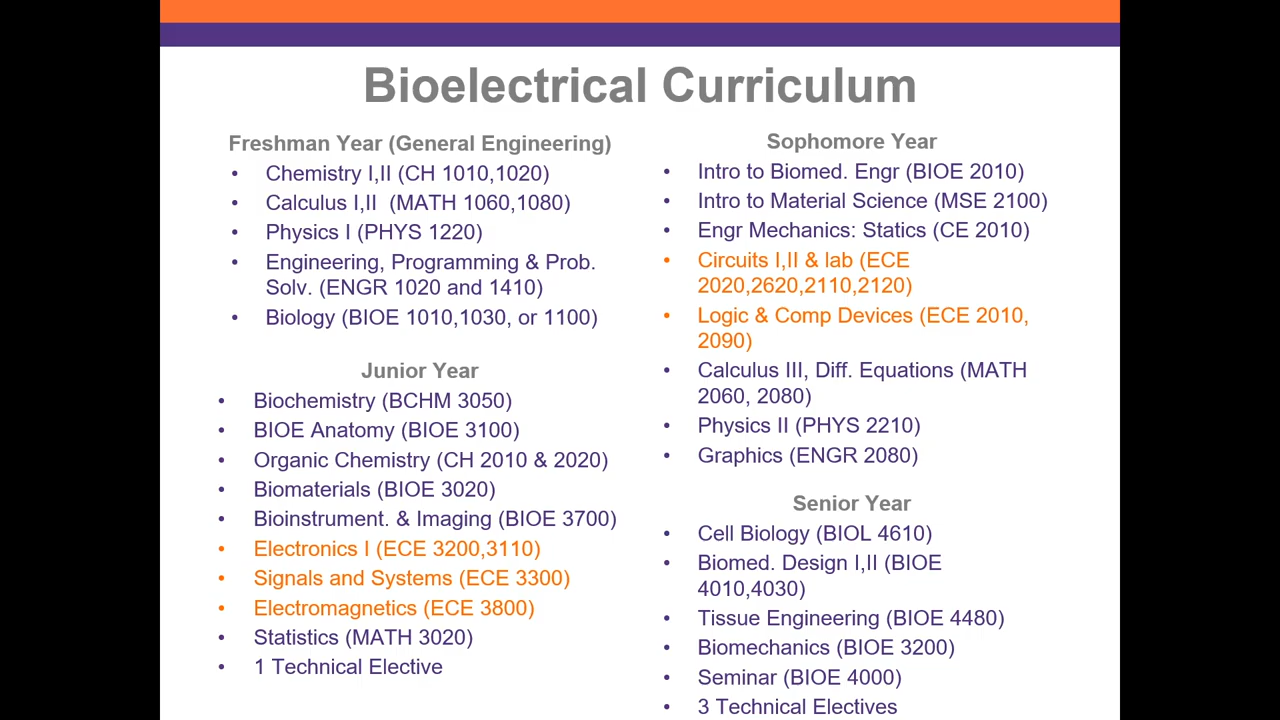 Bioelectrical Curriculum
Freshman Year (General Engineering)
• Chemistry I,II (CH 1010,1020)
• Calculus I,II (MATH 1060,1080)
• Physics I (PHYS 1220)
• Engineering, Programming & Prob.
Solv. (ENGR 1020 and 1410)
• Biology (BIOE 1010,1030, or 1100)
Junior Year
• Biochemistry (BCHM 3050)
• BIOE Anatomy (BIOE 3100)
• Organic Chemistry (CH 2010 & 2020)
• Biomaterials (BIOE 3020)
• Bioinstrument. & Imaging (BIOE 3700)
• Electronics I (ECE 3200,3110)
• Signals and Systems (ECE 3300)
• Electromagnetics (ECE 3800)
• Statistics (MATH 3020)
• 1 Technical Elective
Sophomore Year
• Intro to Biomed. Engr (BIOE 2010)
• Intro to Material Science (MSE 2100)
• Engr Mechanics: Statics (CE 2010)
• Circuits I,II & lab (ECE
2020,2620,2110,2120)
• Logic & Comp Devices (ECE 2010,
2090)
• Calculus III, Diff. Equations (MATH
2060, 2080)
• Physics II (PHYS 2210)
• Graphics (ENGR 2080)
Senior Year
• Cell Biology (BIOL 4610)
• Biomed. Design I,II (BIOE
4010,4030)
• Tissue Engineering (BIOE 4480)
• Biomechanics (BIOE 3200)
• Seminar (BIOE 4000)
• 3 Technical Electives